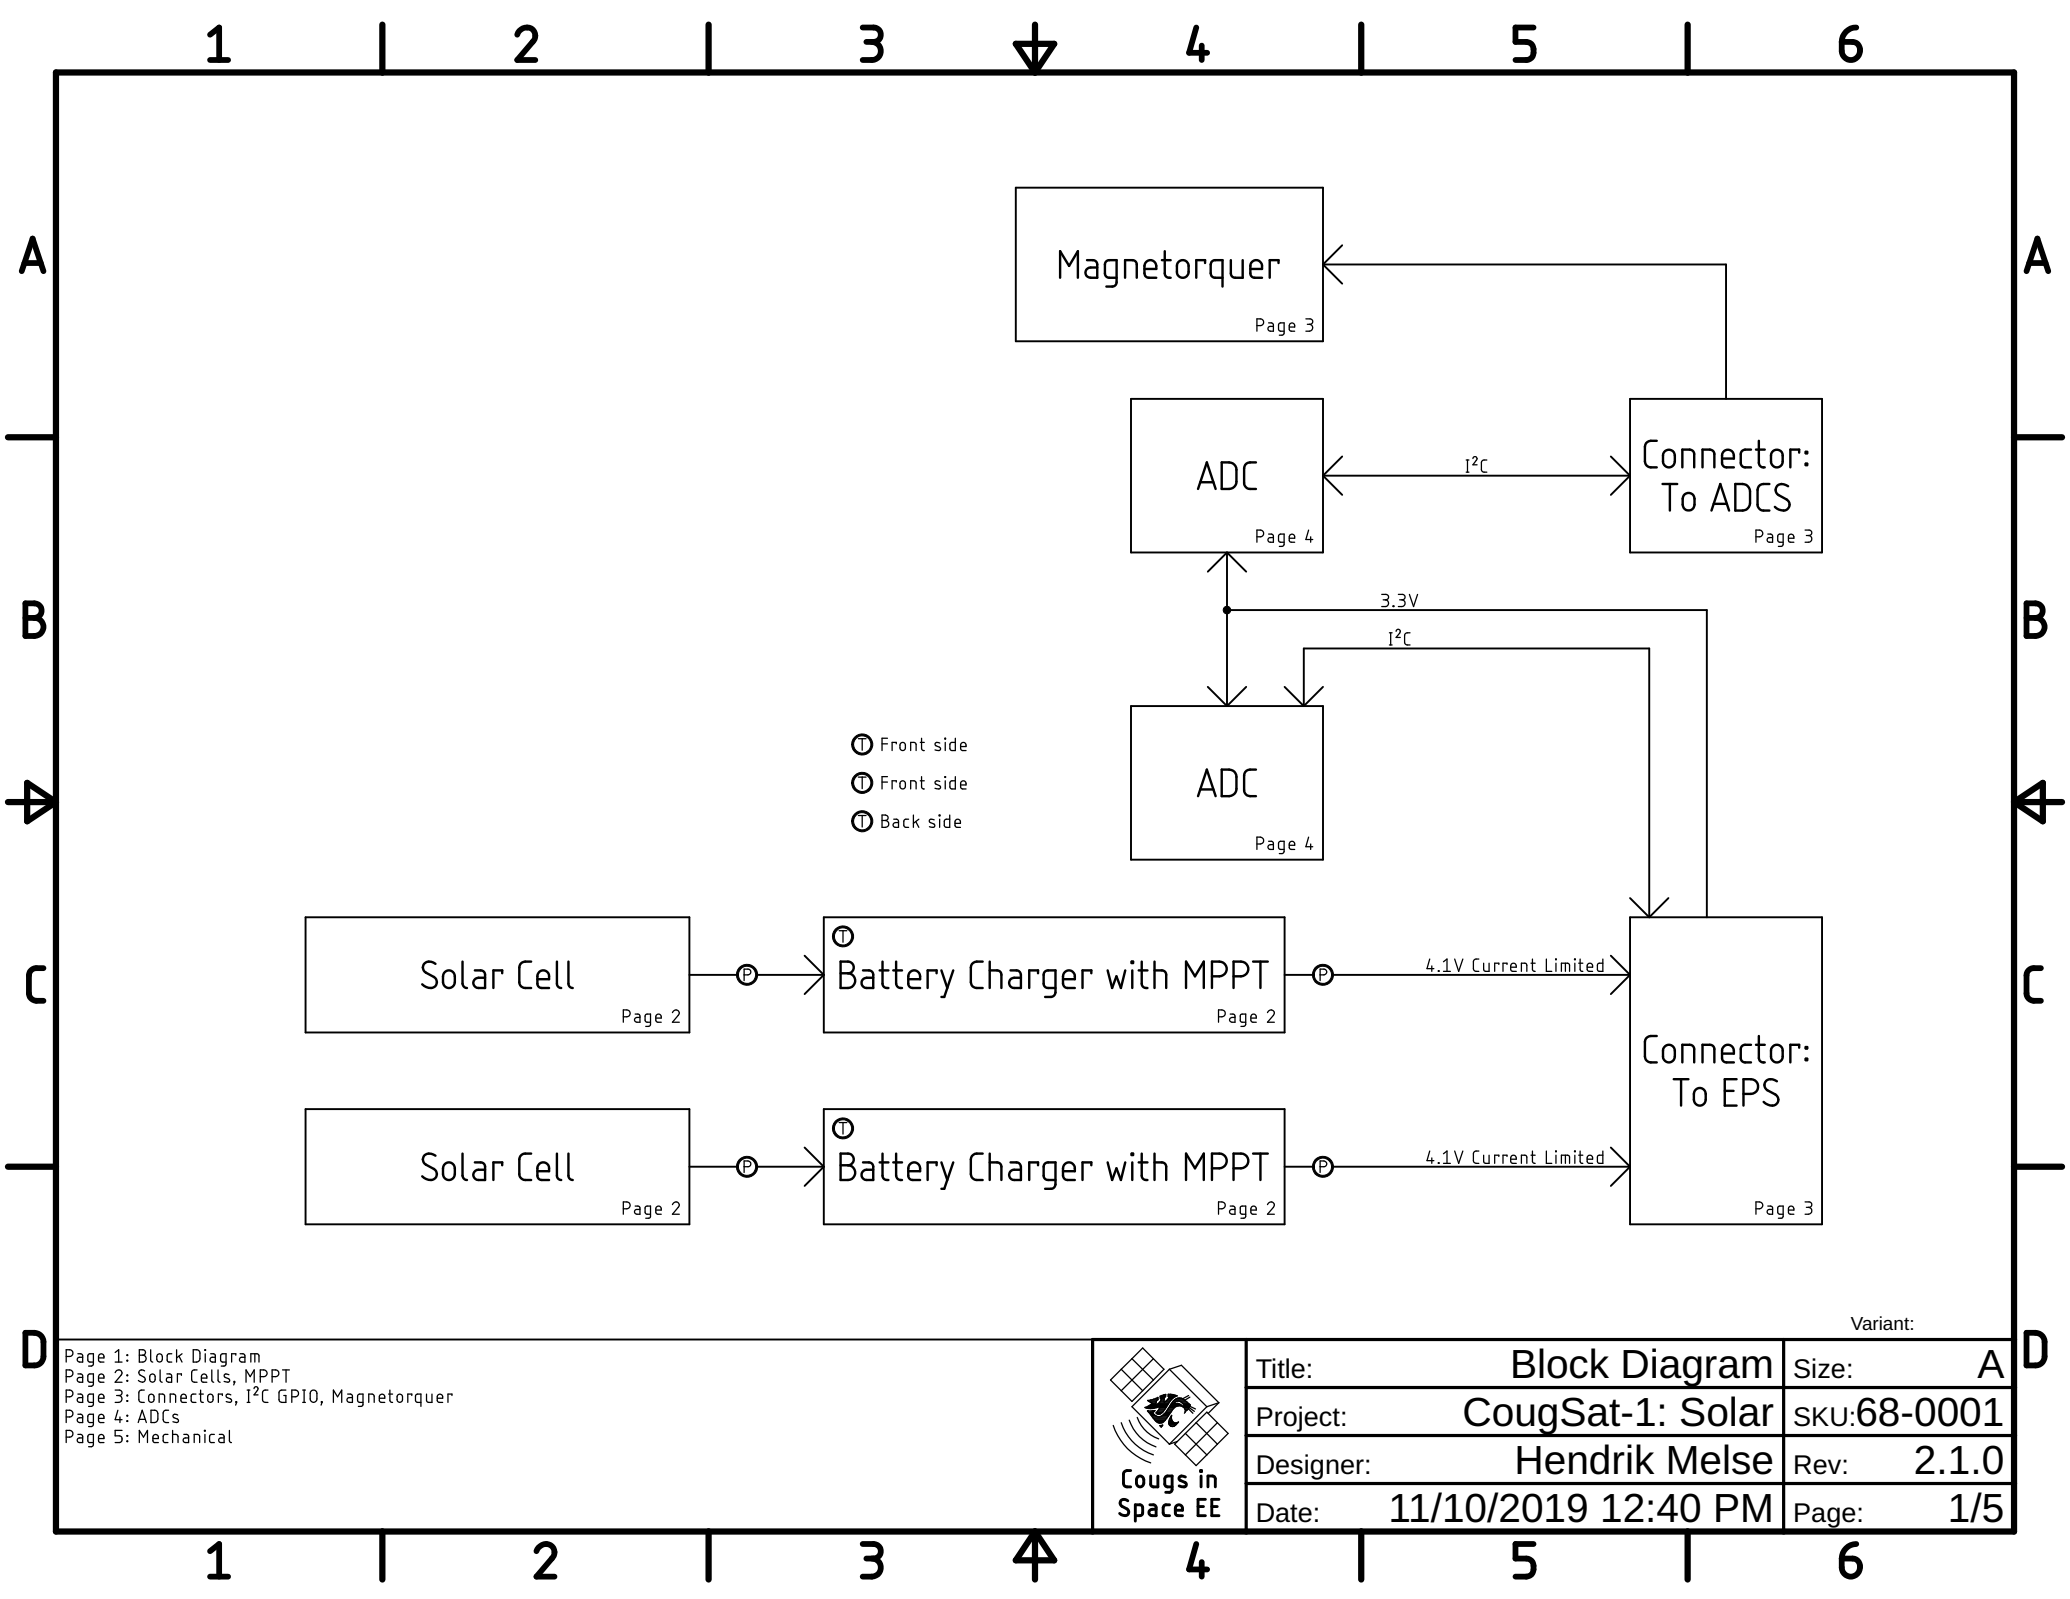 1 2 3 4 5 6
A A
Magnetorquer
Page 3
ADC
Page 4
I²C
Connector:
To ADCS
Page 3
B B
3.3V
I²C
T Front side
T Front side
T Back side
ADC
Page 4
C C
Solar Cell
Page 2
P
T
Battery Charger with MPPT
Page 2
P
4.1V Current Limited
Connector:
To EPS
Page 3
Solar Cell
Page 2
P
T
Battery Charger with MPPT
Page 2
P
4.1V Current Limited
D D
Page 1: Block Diagram
Page 2: Solar Cells, MPPT
Page 3: Connectors, I²C GPIO, Magnetorquer
Page 4: ADCs
Page 5: Mechanical
Cougs in
Space EE
Variant:
Title: Block Diagram Size: A
Project: CougSat-1: Solar SKU:68-0001
Designer: Hendrik Melse Rev: 2.1.0
Date: 11/10/2019 12:40 PM Page: 1/5
1 2 3 4 5 6